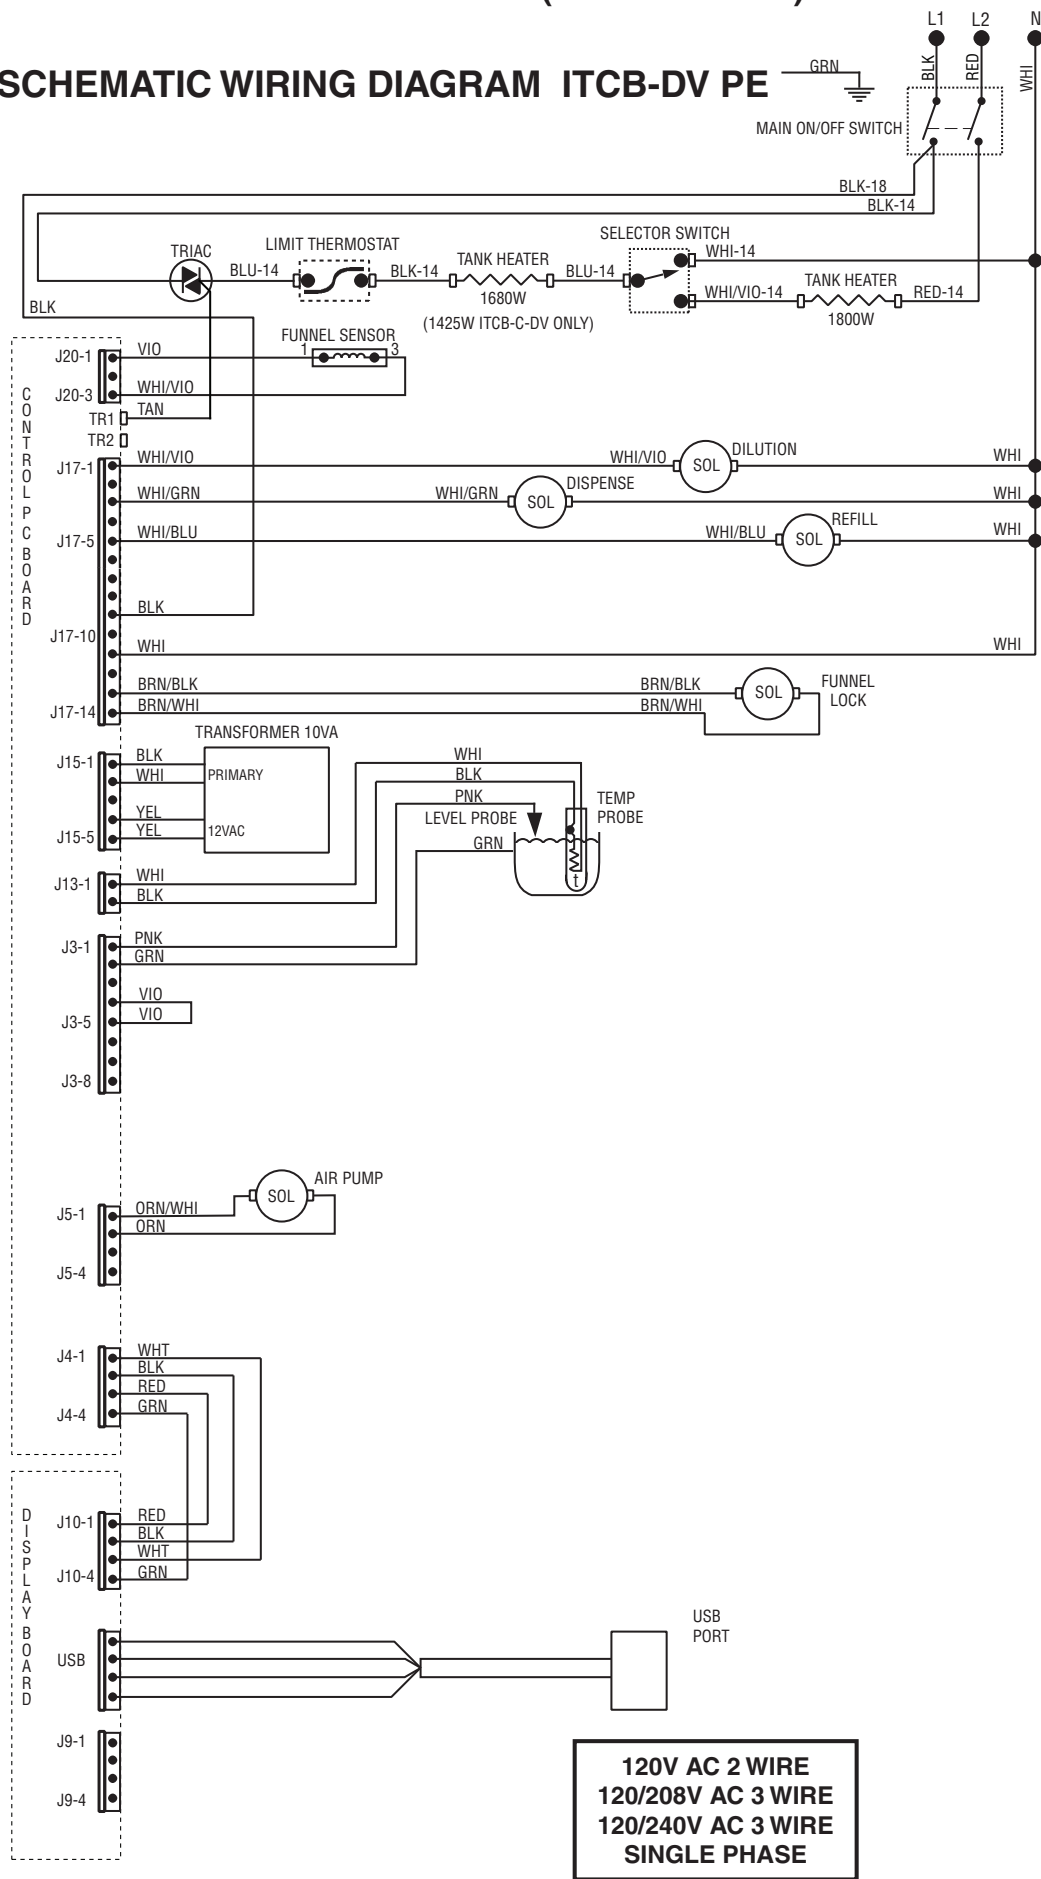 L1 L2 N
SCHEMATIC WIRING DIAGRAM ITCB-DV PE
GRN
BLK
RED
WHI
MAIN ON/OFF SWITCH
BLK-18
BLK-14
TRIAC
LIMIT THERMOSTAT
SELECTOR SWITCH
BLU-14
BLK-14
TANK HEATER
1680W
(1425W ITCB-C-DV ONLY)
BLU-14
WHI-14
WHI/VIO-14
TANK HEATER
1800W
RED-14
BLK
CONTROL PC BOARD
J20-1
VIO
FUNNEL SENSOR
1 3
J20-3
WHI/VIO
TR1
TAN
TR2
J17-1
WHI/VIO
WHI/VIO
SOL
DILUTION
WHI
WHI/GRN
WHI/GRN
SOL
DISPENSE
WHI
J17-5
WHI/BLU
WHI/BLU
SOL
REFILL
WHI
BLK
J17-10
WHI
WHI
BRN/BLK
BRN/BLK
SOL
FUNNEL
LOCK
J17-14
BRN/WHI
BRN/WHI
TRANSFORMER 10VA
J15-1
BLK
WHI
PRIMARY
YEL
J15-5
YEL
12VAC
WHI
BLK
PNK
LEVEL PROBE
GRN
TEMP
PROBE
t
J13-1
WHI
BLK
J3-1
PNK
GRN
VIO
J3-5
VIO
J3-8
AIR PUMP
SOL
J5-1
ORN/WHI
ORN
J5-4
J4-1
WHT
BLK
RED
J4-4
GRN
DISPLAY BOARD
J10-1
RED
BLK
WHT
J10-4
GRN
USB
USB
PORT
J9-1
J9-4
120V AC 2 WIRE
120/208V AC 3 WIRE
120/240V AC 3 WIRE
SINGLE PHASE